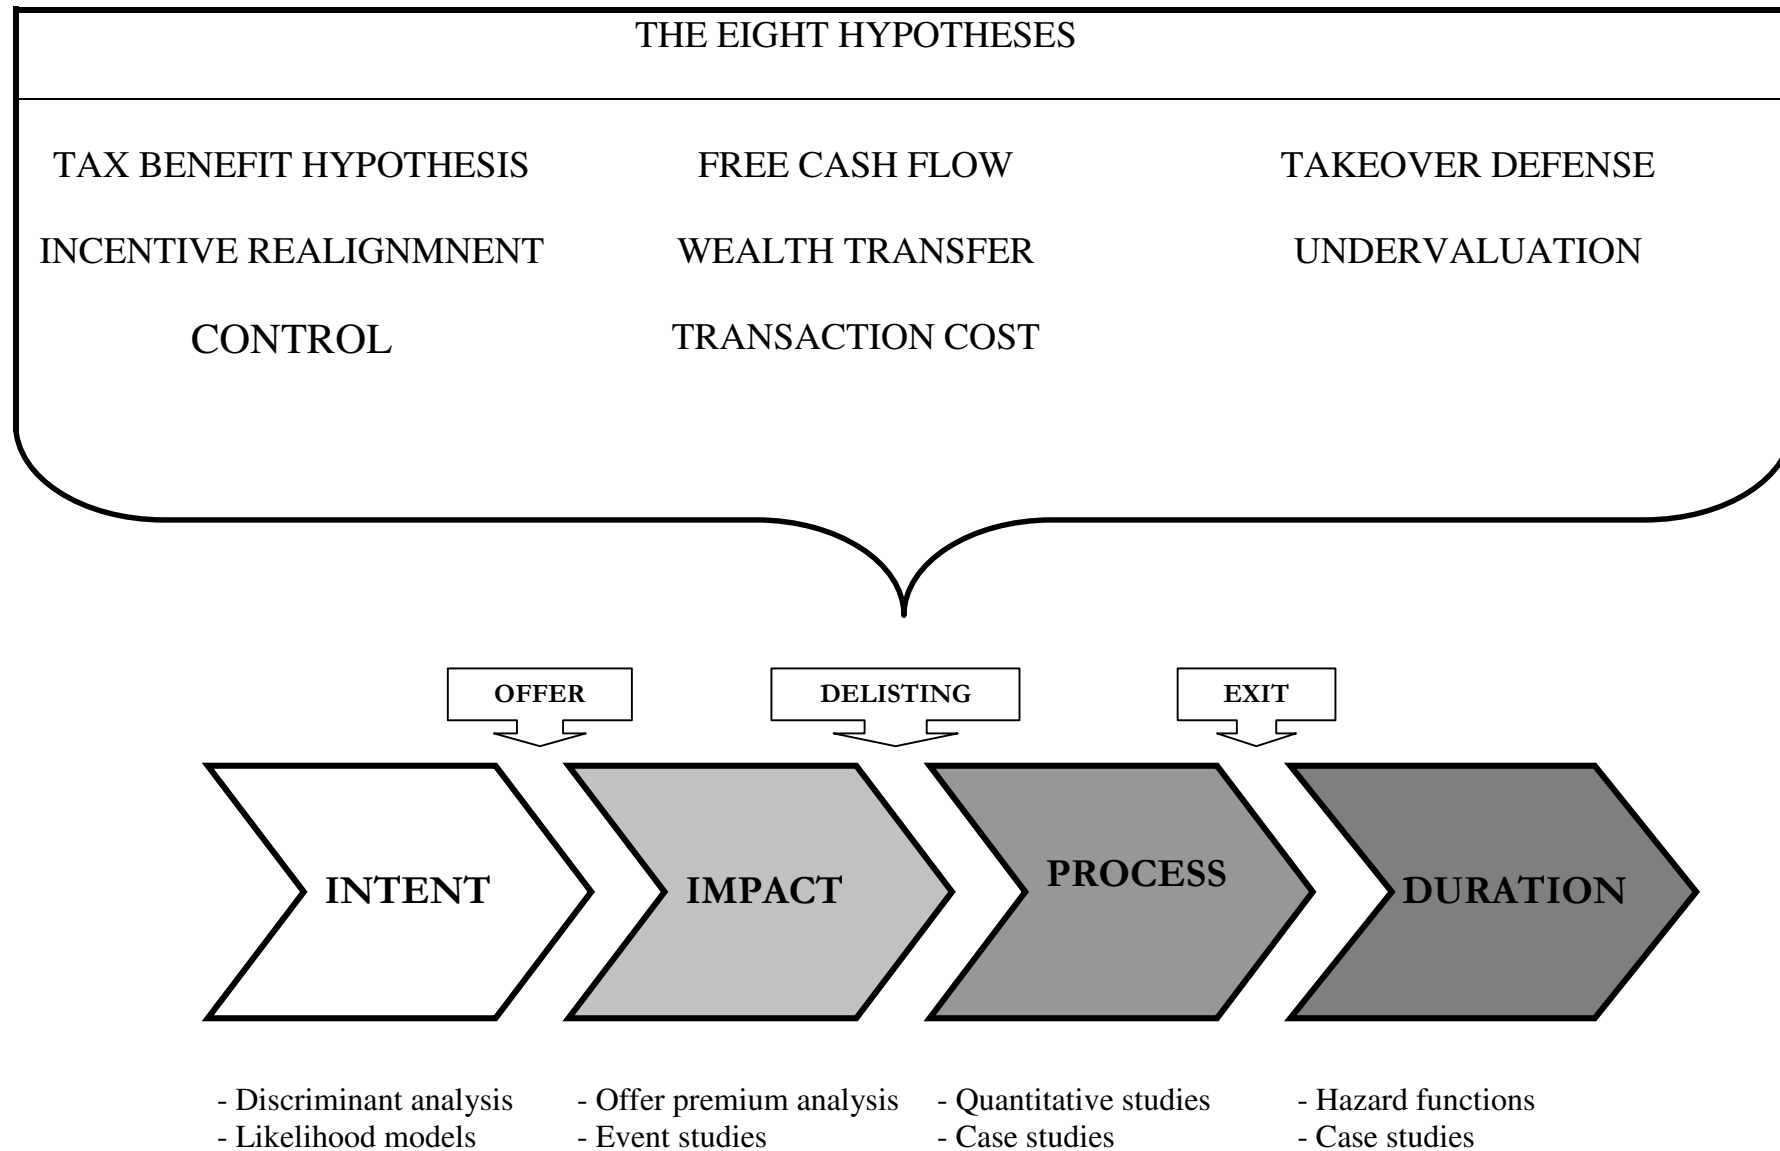 THE EIGHT HYPOTHESES
TAX BENEFIT HYPOTHESIS FREE CASH FLOW TAKEOVER DEFENSE
INCENTIVE REALIGNMNENT WEALTH TRANSFER UNDERVALUATION
CONTROL TRANSACTION COST
OFFER DELISTING EXIT
INTENT IMPACT PROCESS DURATION
- Discriminant analysis - Offer premium analysis - Quantitative studies - Hazard functions
- Likelihood models - Event studies - Case studies - Case studies